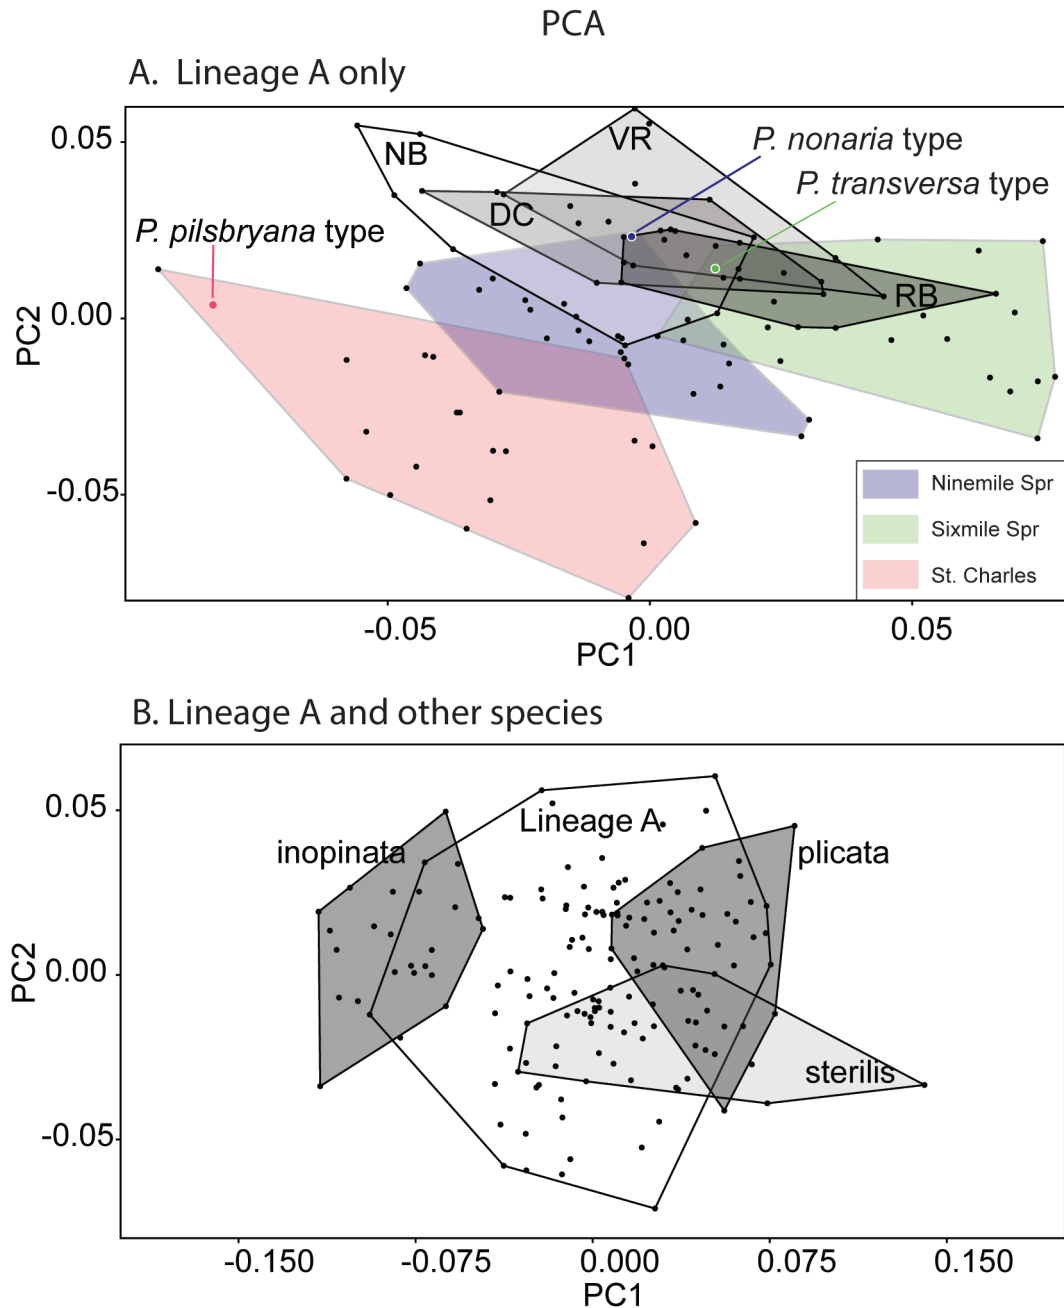 PCA
A. Lineage A only
0.05
NB
VR
P. nonaria type
P. transversa type
DC
P. pilsbryana type
0.00
RB
PC2
-0.05
Ninemile Spr
Sixmile Spr
St. Charles
-0.05
0.00
0.05
PC1
B. Lineage A and other species
0.05
Lineage A
inopinata
plicata
0.00
PC2
sterilis
-0.05
-0.150
-0.075
0.000
0.075
0.150
PC1